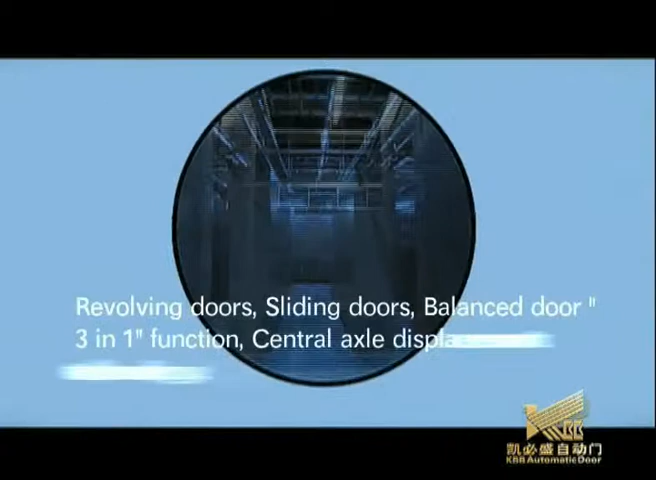 Revolving doors, Sliding doors, Balanced door "
3 in 1" function, Central axle
KBB
凯必盛自动门
KBB Automatic Door